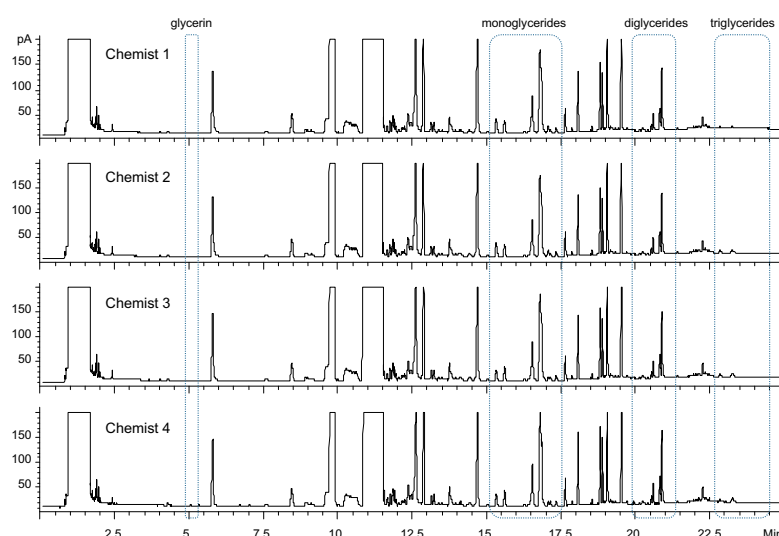 glycerin monoglycerides diglycerides triglycerides
pA
Chemist 1
150
100
50
Chemist 2
150
100
50
Chemist 3
150
100
50
Chemist 4
150
100
50
2.5 5 7.5 10 12.5 15 17.5 20 22.5